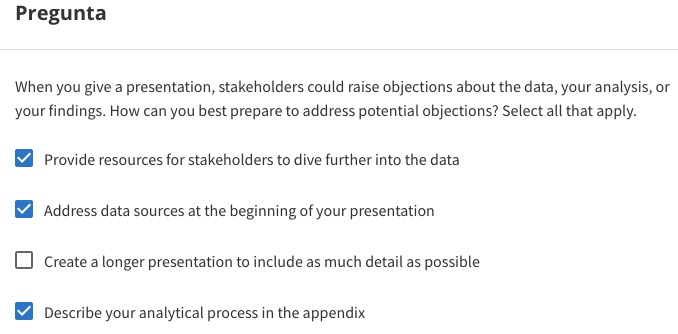 Pregunta
When you give a presentation, stakeholders could raise objections about the data, your analysis, or
your findings. How can you best prepare to address potential objections? Select all that apply.
Provide resources for stakeholders to dive further into the data
Address data sources at the beginning of your presentation
Create a longer presentation to include as much detail as possible
Describe your analytical process in the appendix